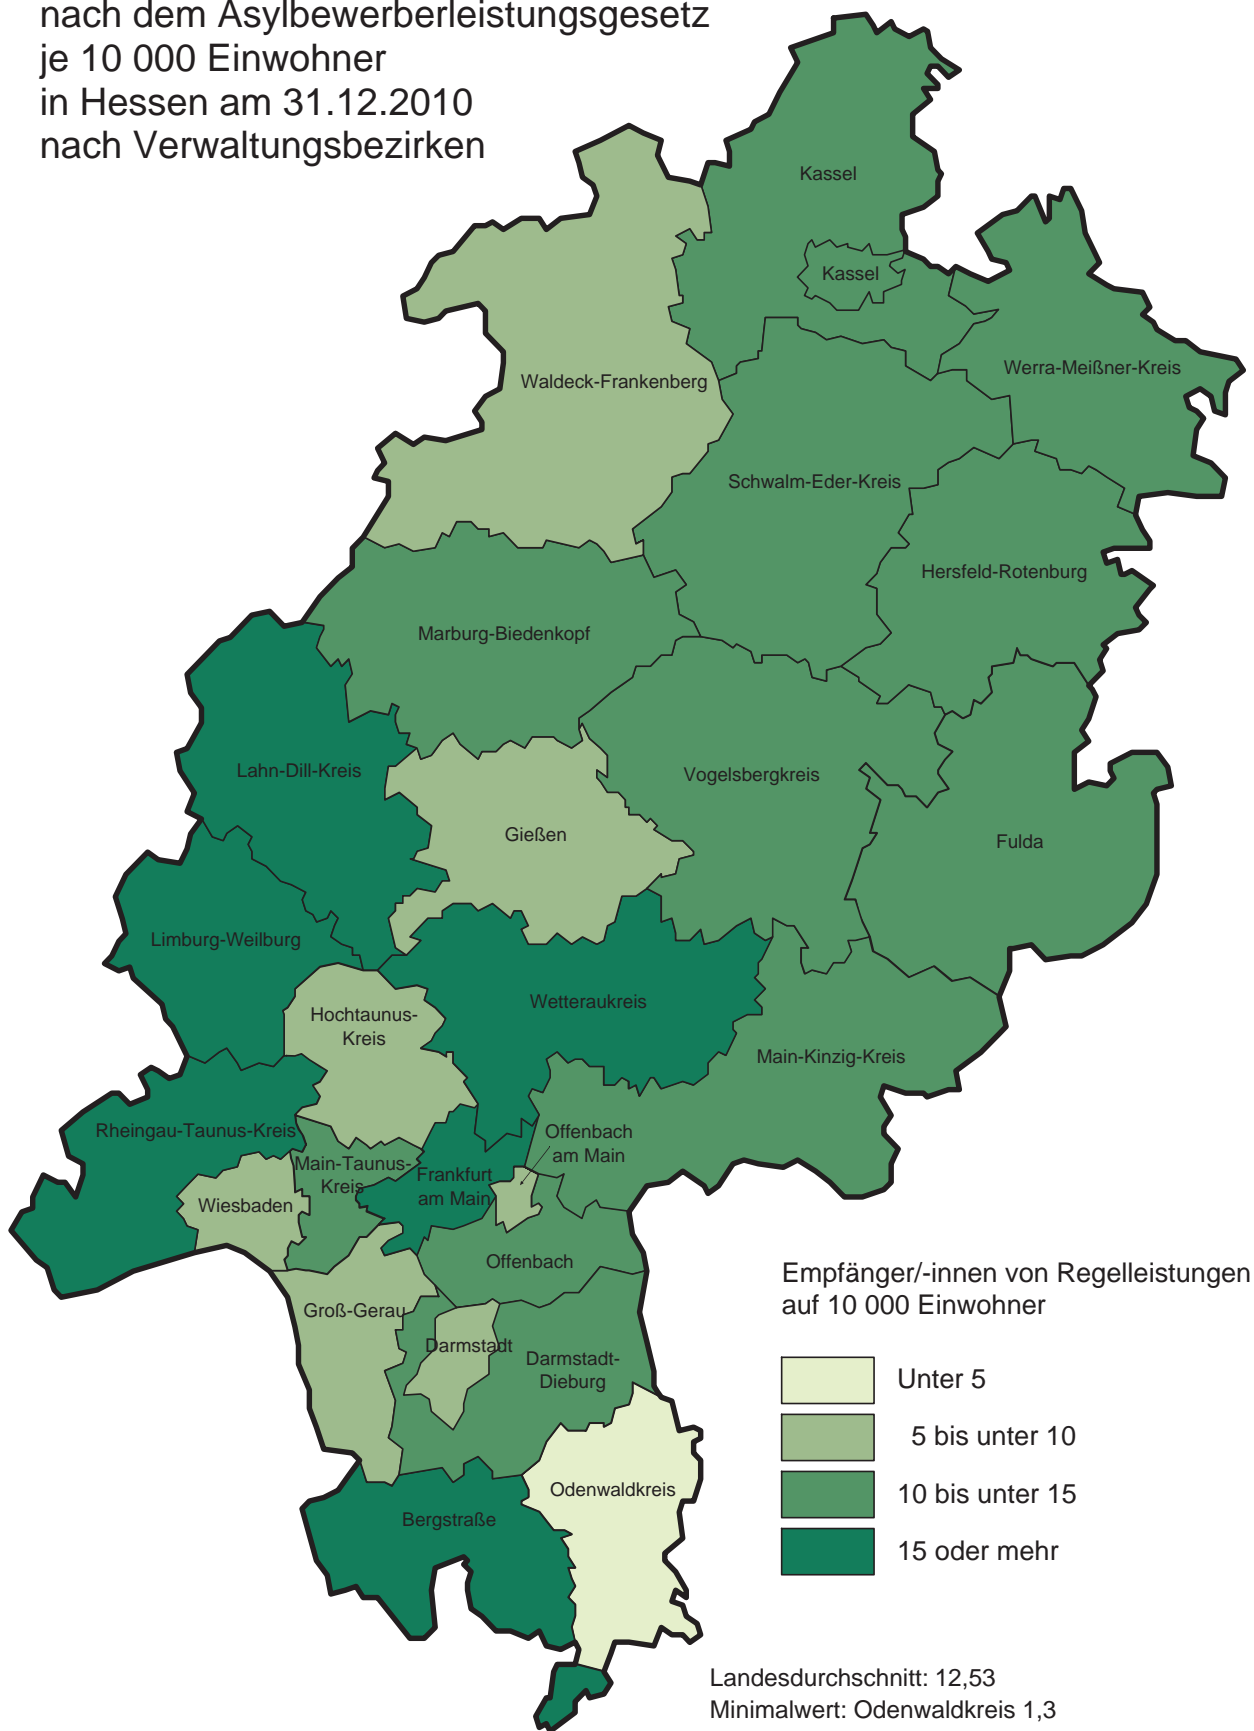 nach dem Asylbewerberleistungsgesetz
je 10 000 Einwohner
in Hessen am 31.12.2010
nach Verwaltungsbezirken
Kassel
Kassel
Werra-Meißner-Kreis
Waldeck-Frankenberg
Schwalm-Eder-Kreis
Hersfeld-Rotenburg
Marburg-Biedenkopf
Lahn-Dill-Kreis
Vogelsbergkreis
Gießen
Fulda
Limburg-Weilburg
Wetteraukreis
Hochtaunus-
Kreis
Main-Kinzig-Kreis
Rheingau-Taunus-Kreis
Offenbach
am Main
Main-Taunus-
Kreis
Frankfurt
am Main
Wiesbaden
Offenbach
Groß-Gerau
Darmstadt
Darmstadt-
Dieburg
Odenwaldkreis
Bergstraße
Empfänger/-innen von Regelleistungen
auf 10 000 Einwohner
Unter 5
5 bis unter 10
10 bis unter 15
15 oder mehr
Landesdurchschnitt: 12,53
Minimalwert: Odenwaldkreis 1,3